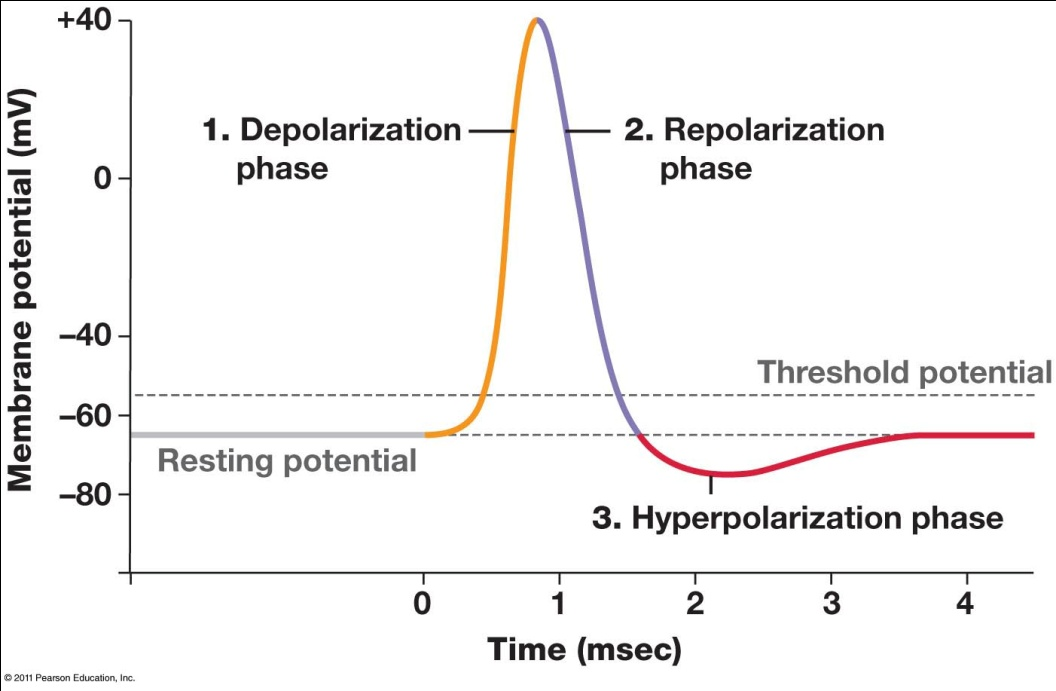 +40
1. Depolarization
phase
2. Repolarization
phase
0
Membrane potential (mV)
–40
Threshold potential
–60
Resting potential
–80
3. Hyperpolarization phase
0 1 2 3 4
Time (msec)
© 2011 Pearson Education, Inc.